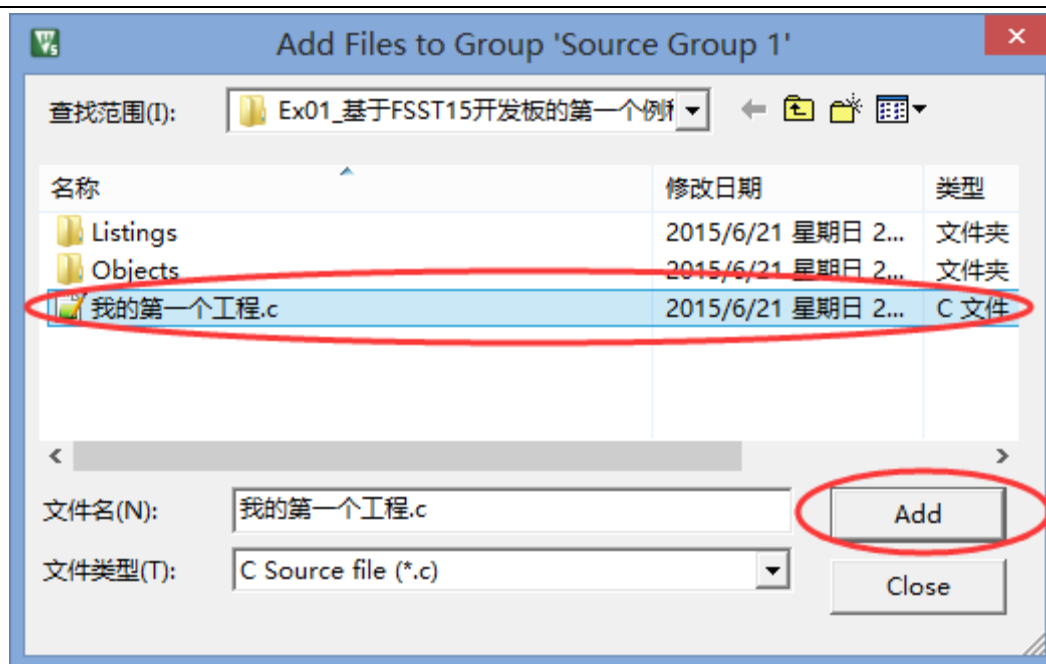 Add Files to Group 'Source Group 1'
查找范围(I): Ex01_基于FSST15开发板的第一个例
名称 修改日期 类型
Listings 2015/6/21 星期日 2... 文件夹
Objects 2015/6/21 星期日 2... 文件夹
我的第一个工程.c 2015/6/21 星期日 2... C 文件
文件名(N): 我的第一个工程.c Add
文件类型(T): C Source file (*.c) Close